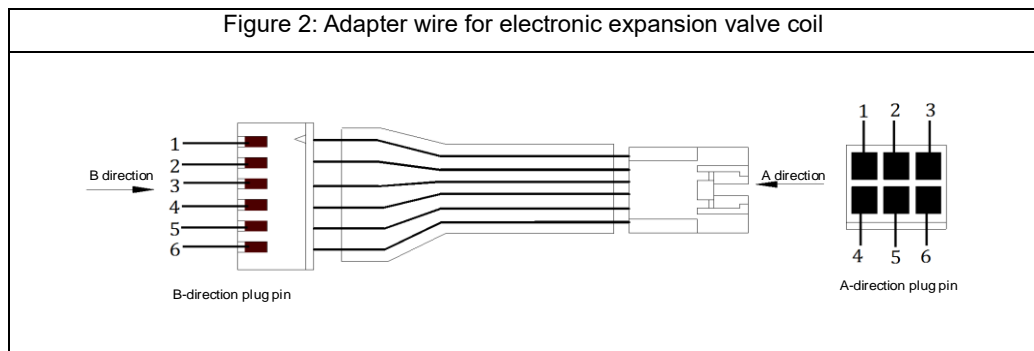 Figure 2: Adapter wire for electronic expansion valve coil
1 2 3
1
2
B direction
3
A direction
4
5
6
4 5 6
B-direction plug pin
A-direction plug pin